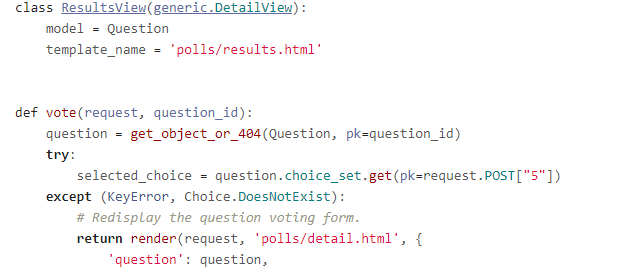 class ResultsView(generic.DetailView):
    model = Question
    template_name = 'polls/results.html'
def vote(request, question_id):
    question = get_object_or_404(Question, pk=question_id)
    try:
        selected_choice = question.choice_set.get(pk=request.POST["5"])
    except (KeyError, Choice.DoesNotExist):
        # Redisplay the question voting form.
        return render(request, 'polls/detail.html', {
            'question': question,